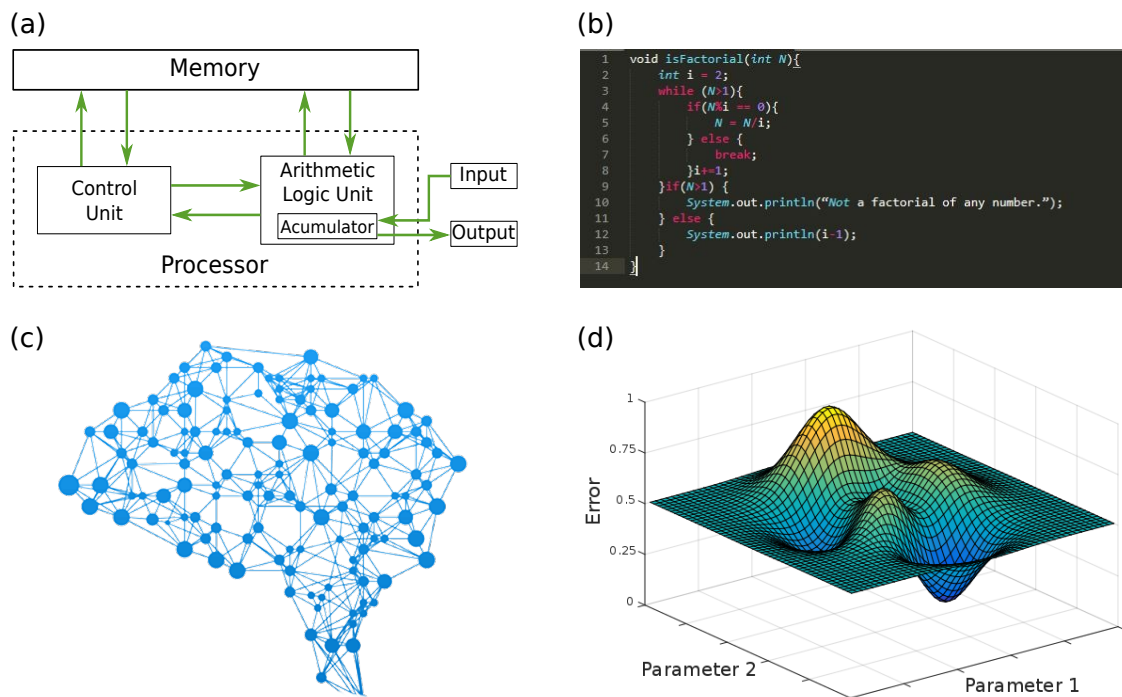 (a)
Memory
Control
Unit
Arithmetic
Logic Unit
Acumulator
Input
Output
Processor
(b)
1 void isFactorial(int N){
2 int i = 2;
3 while (N>1){
4 if(N%i == 0){
5 N = N/i;
6 } else {
7 break;
8 }i+=1;
9 }if(N>1) {
10 System.out.println(“Not a factorial of any number.”);
11 } else {
12 System.out.println(i-1);
13 }
14 }
(c)
(d)
1
0.75
0.5
0.25
0
Error
Parameter 2
Parameter 1